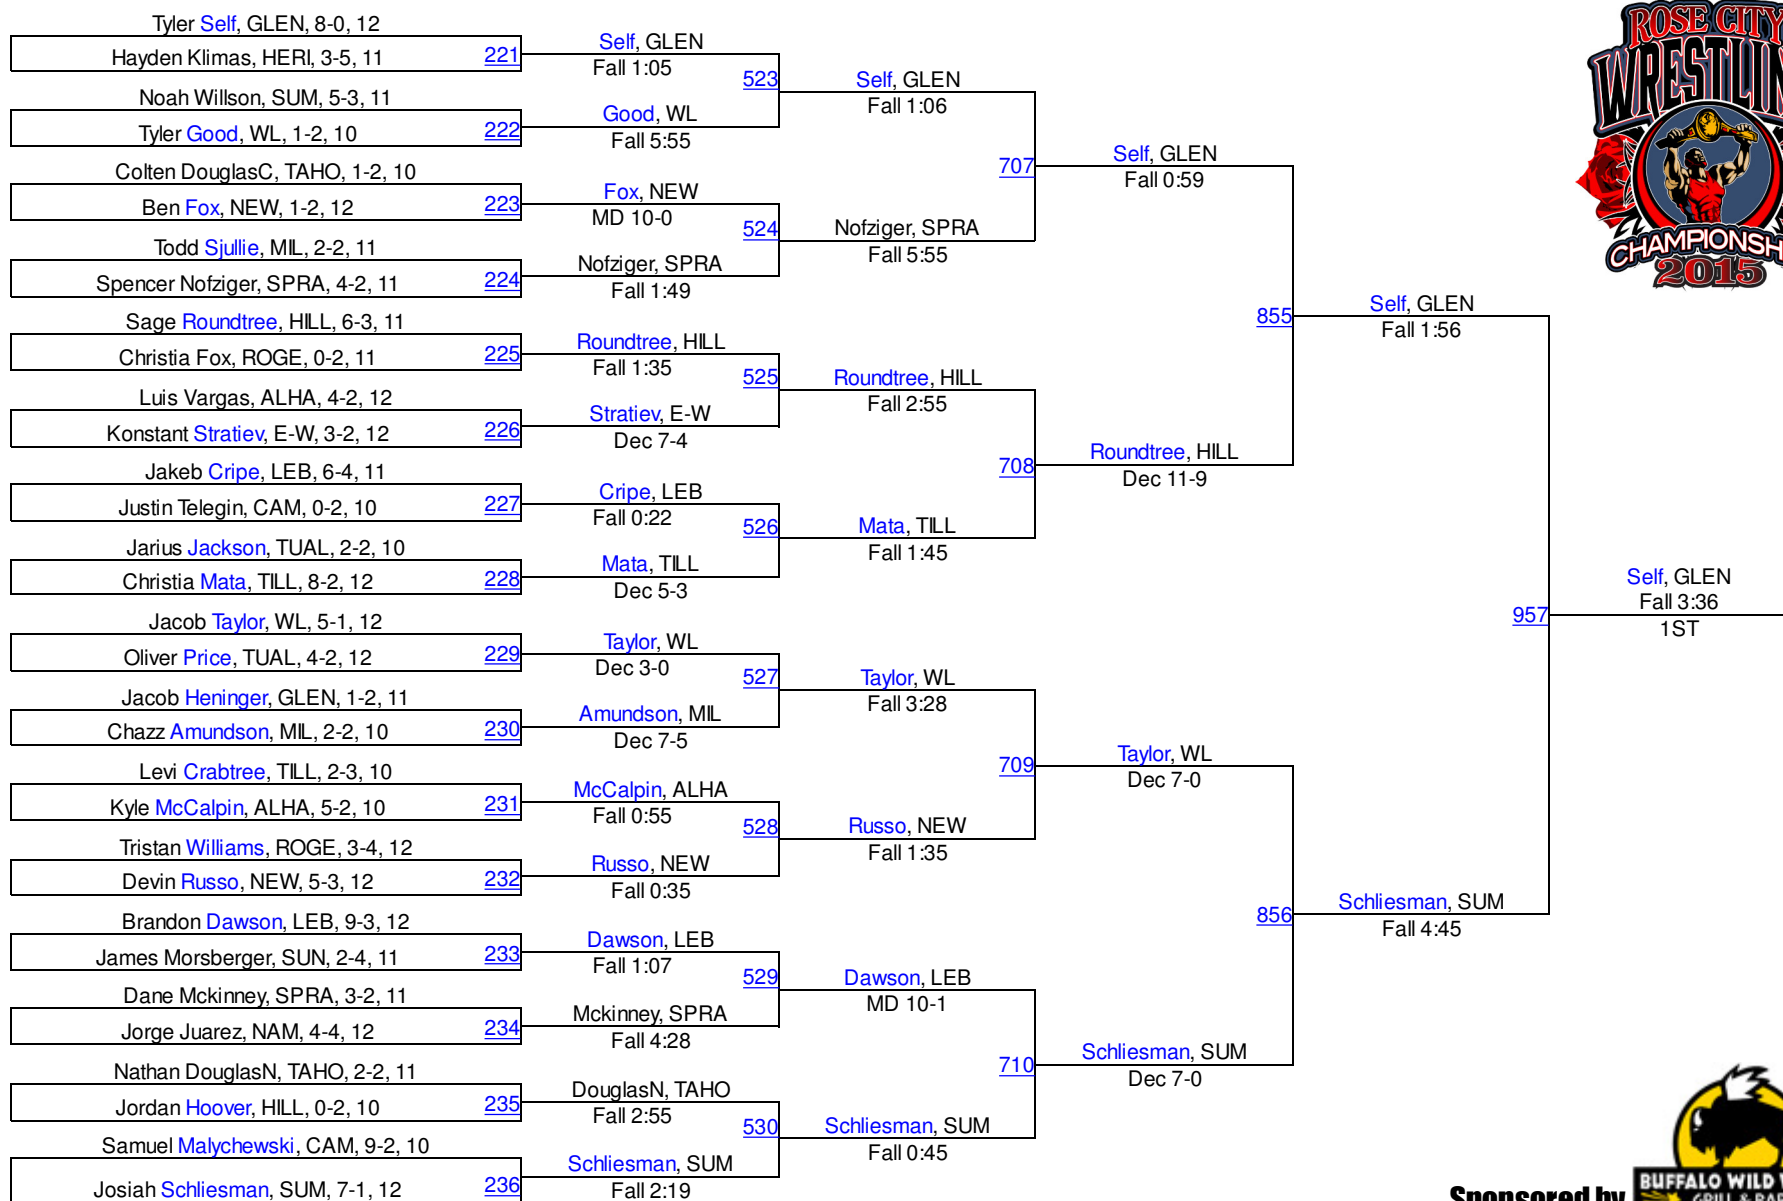 Tyler Self, GLEN, 8-0, 12
Hayden Klimas, HERI, 3-5, 11
221
Noah Willson, SUM, 5-3, 11
Tyler Good, WL, 1-2, 10
222
Colten DouglasC, TAHO, 1-2, 10
Ben Fox, NEW, 1-2, 12
223
Todd Sjullie, MIL, 2-2, 11
Spencer Nofziger, SPRA, 4-2, 11
224
Sage Roundtree, HILL, 6-3, 11
Christia Fox, ROGE, 0-2, 11
225
Luis Vargas, ALHA, 4-2, 12
Konstant Stratiev, E-W, 3-2, 12
226
Jakeb Cripe, LEB, 6-4, 11
Justin Telegin, CAM, 0-2, 10
227
Jarius Jackson, TUAL, 2-2, 10
Christia Mata, TILL, 8-2, 12
228
Jacob Taylor, WL, 5-1, 12
Oliver Price, TUAL, 4-2, 12
229
Jacob Heninger, GLEN, 1-2, 11
Chazz Amundson, MIL, 2-2, 10
230
Levi Crabtree, TILL, 2-3, 10
Kyle McCalpin, ALHA, 5-2, 10
231
Tristan Williams, ROGE, 3-4, 12
Devin Russo, NEW, 5-3, 12
232
Brandon Dawson, LEB, 9-3, 12
James Morsberger, SUN, 2-4, 11
233
Dane Mckinney, SPRA, 3-2, 11
Jorge Juarez, NAM, 4-4, 12
234
Nathan DouglasN, TAHO, 2-2, 11
Jordan Hoover, HILL, 0-2, 10
235
Samuel Malychewski, CAM, 9-2, 10
Josiah Schliesman, SUM, 7-1, 12
236
Self, GLEN
Fall 1:05
523
Good, WL
Fall 5:55
Fox, NEW
MD 10-0
524
Nofziger, SPRA
Fall 1:49
Roundtree, HILL
Fall 1:35
525
Stratiev, E-W
Dec 7-4
Cripe, LEB
Fall 0:22
526
Mata, TILL
Dec 5-3
Taylor, WL
Dec 3-0
527
Amundson, MIL
Dec 7-5
McCalpin, ALHA
Fall 0:55
528
Russo, NEW
Fall 0:35
Dawson, LEB
Fall 1:07
529
Mckinney, SPRA
Fall 4:28
DouglasN, TAHO
Fall 2:55
530
Schliesman, SUM
Fall 2:19
Self, GLEN
Fall 1:06
707
Nofziger, SPRA
Fall 5:55
Roundtree, HILL
Fall 2:55
708
Mata, TILL
Fall 1:45
Taylor, WL
Fall 3:28
709
Russo, NEW
Fall 1:35
Dawson, LEB
MD 10-1
710
Schliesman, SUM
Fall 0:45
Self, GLEN
Fall 0:59
855
Roundtree, HILL
Dec 11-9
Taylor, WL
Dec 7-0
856
Schliesman, SUM
Dec 7-0
Self, GLEN
Fall 1:56
957
Schliesman, SUM
Fall 4:45
Self, GLEN
Fall 3:36
1ST
ROSE CITY
WRESTLIN
CHAMPIONSH
2015
Sponsored by
BUFFALO WILD
GRILL & BAR